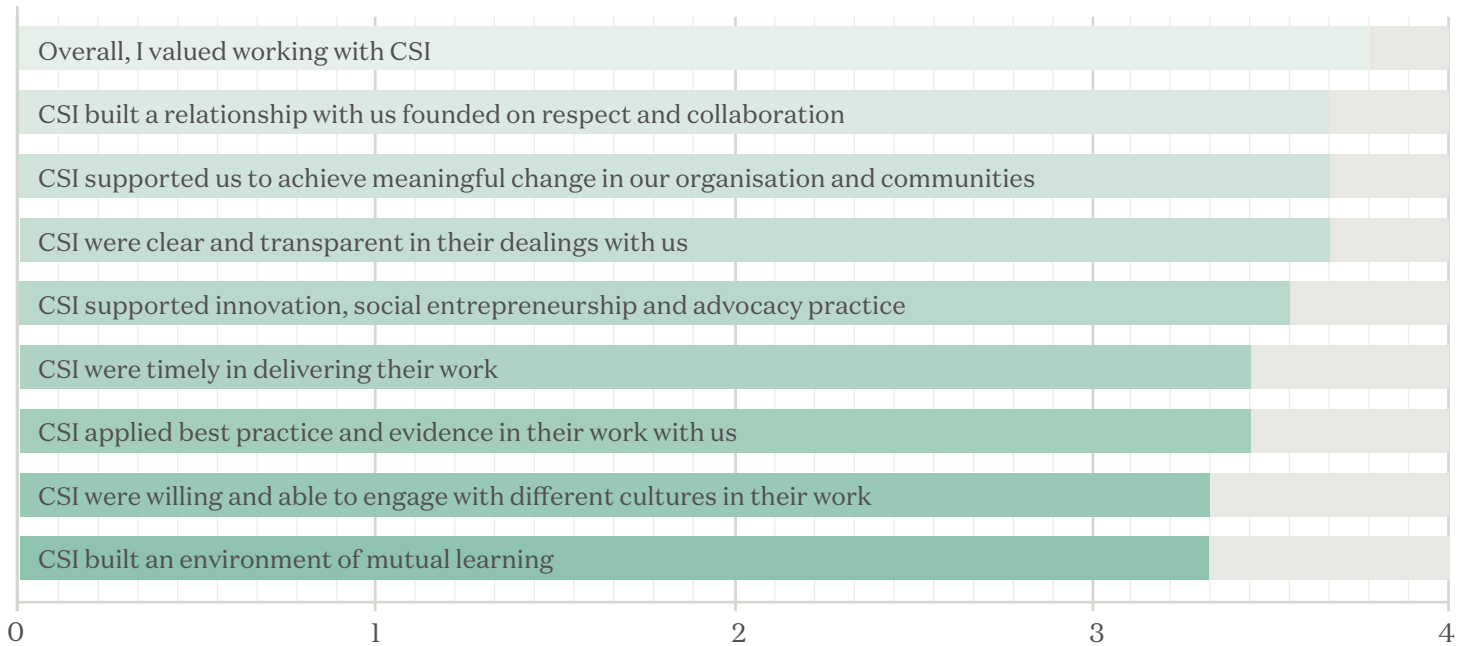 Overall, I valued working with CSI
CSI built a relationship with us founded on respect and collaboration
CSI supported us to achieve meaningful change in our organisation and communities
CSI were clear and transparent in their dealings with us
CSI supported innovation, social entrepreneurship and advocacy practice
CSI were timely in delivering their work
CSI applied best practice and evidence in their work with us
CSI were willing and able to engage with different cultures in their work
CSI built an environment of mutual learning
0 1 2 3 4